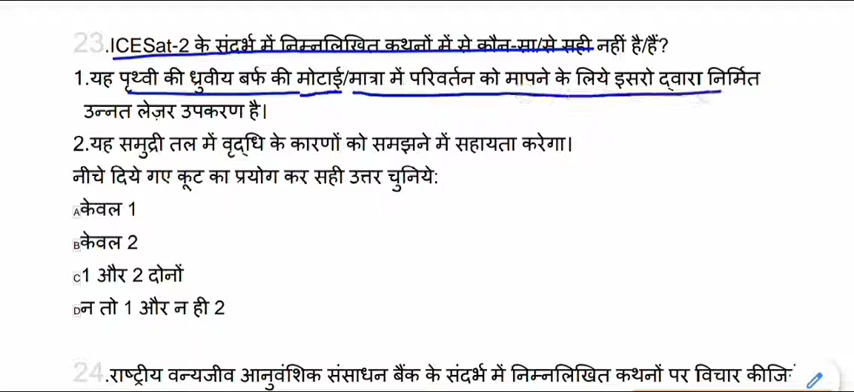 23.ICESat-2 के संदर्भ में निम्नलिखित कथनों में से कौन-सा/से सही नहीं है/हैं?
1.यह पृथ्वी की ध्रुवीय बर्फ की मोटाई/मात्रा में परिवर्तन को मापने के लिये इसरो द्वारा निर्मित
उन्नत लेज़र उपकरण है।
2.यह समुद्री तल में वृद्धि के कारणों को समझने में सहायता करेगा।
नीचे दिये गए कूट का प्रयोग कर सही उत्तर चुनिये:
Aकेवल 1
Bकेवल 2
C1 और 2 दोनों
Dन तो 1 और न ही 2
24.राष्ट्रीय वन्यजीव आनुवंशिक संसाधन बैंक के संदर्भ में निम्नलिखित कथनों पर विचार